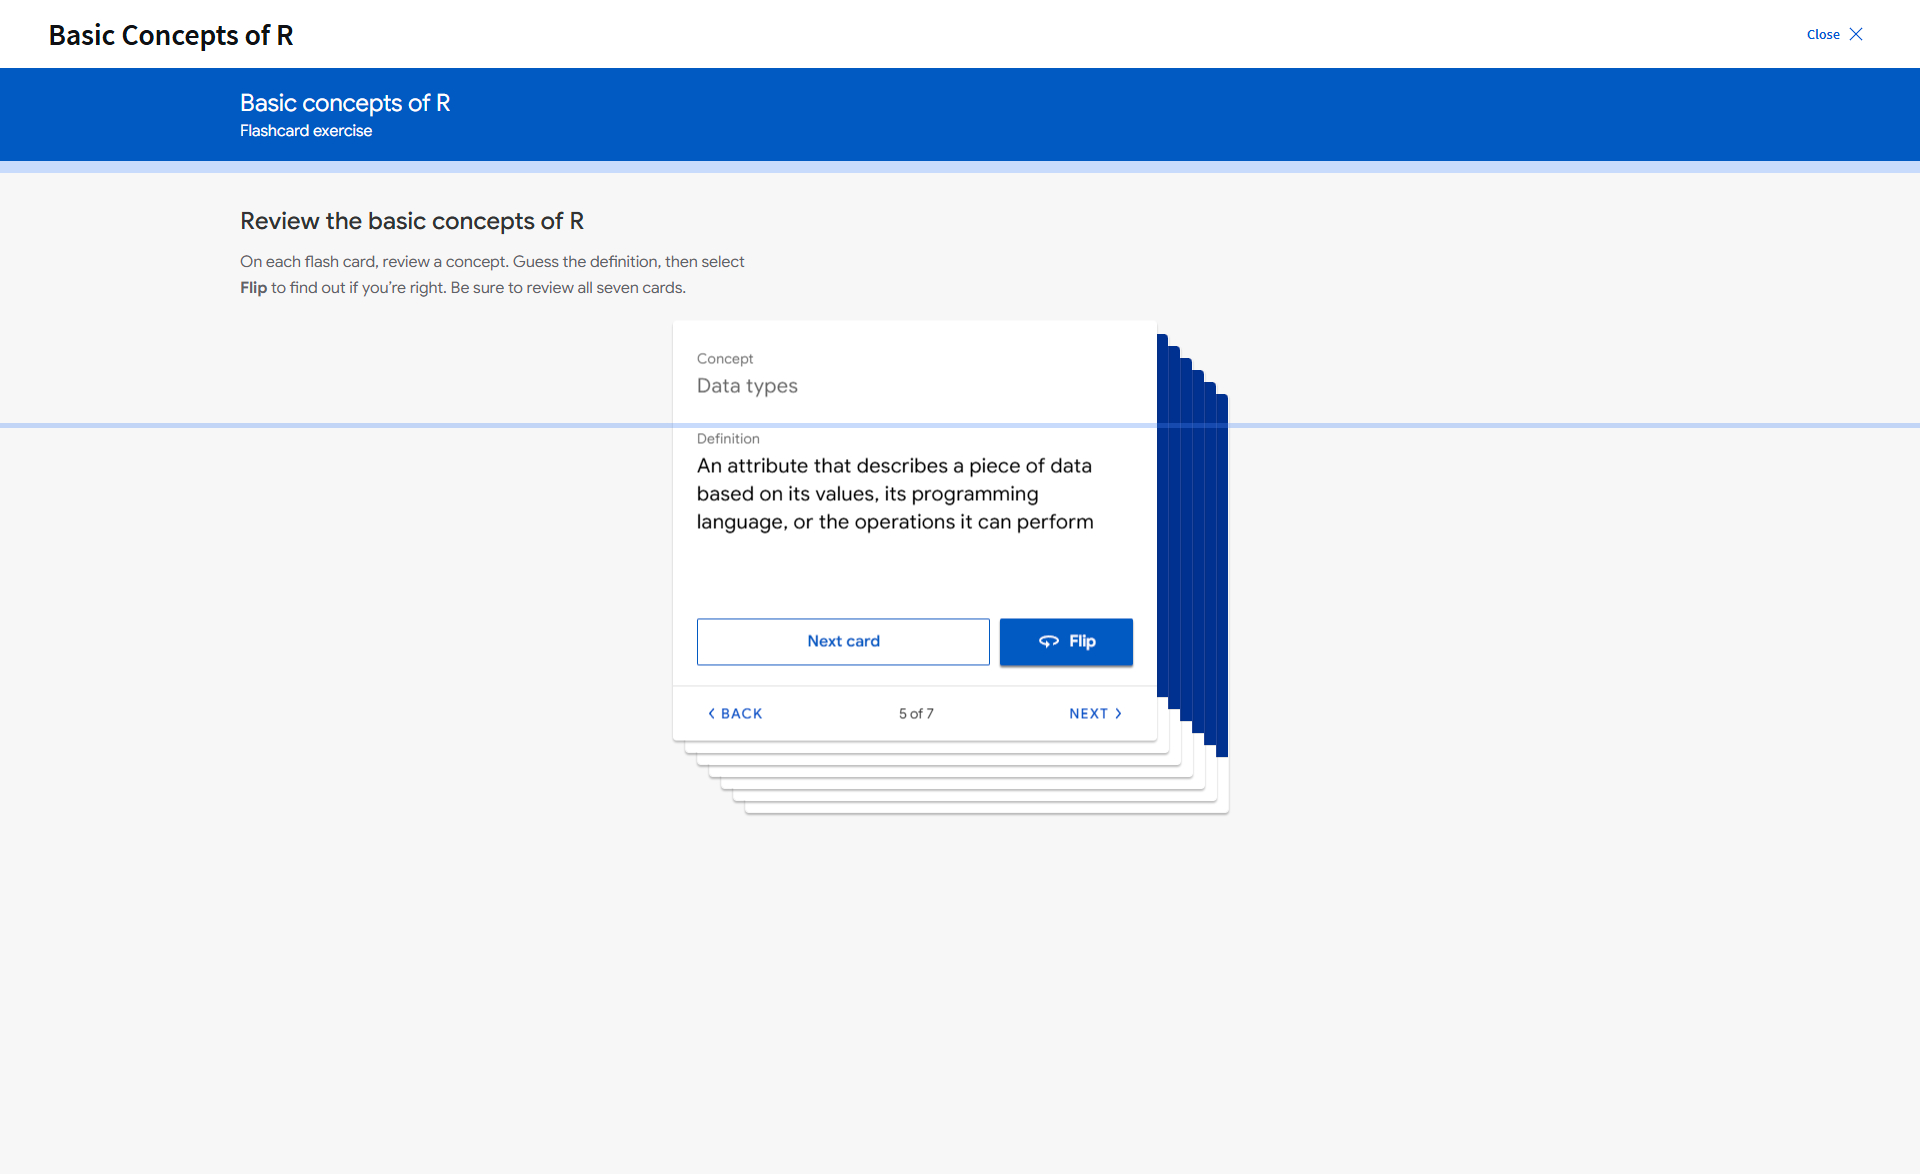 Basic Concepts of R
Close
Basic concepts of R
Flashcard exercise
Review the basic concepts of R
On each flash card, review a concept. Guess the definition, then select
Flip to find out if you’re right. Be sure to review all seven cards.
Concept
Data types
Definition
An attribute that describes a piece of data
based on its values, its programming
language, or the operations it can perform
Next card
Flip
BACK
5 of 7
NEXT